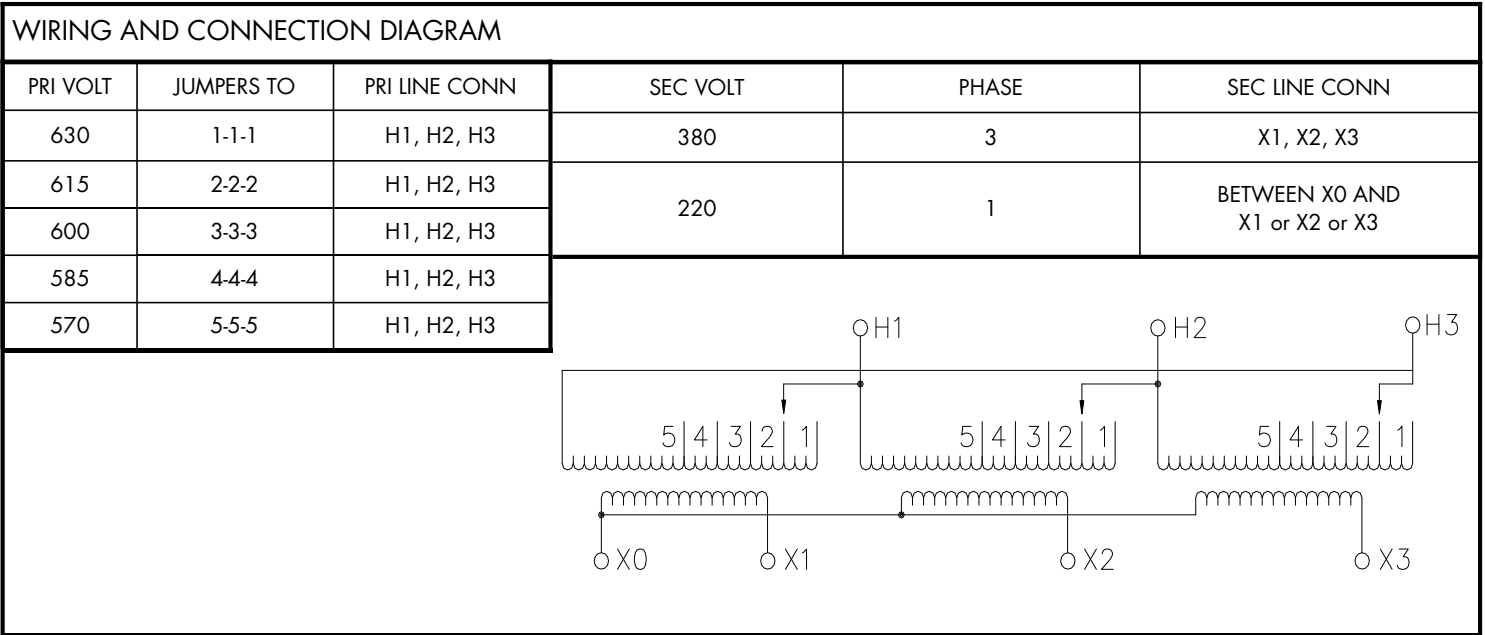 WIRING AND CONNECTION DIAGRAM
PRI VOLT JUMPERS TO PRI LINE CONN SEC VOLT PHASE SEC LINE CONN
630 1-1-1 H1, H2, H3 380 3 X1, X2, X3
615 2-2-2 H1, H2, H3 220 1 BETWEEN X0 AND
X1 or X2 or X3
600 3-3-3 H1, H2, H3
585 4-4-4 H1, H2, H3
570 5-5-5 H1, H2, H3
H1 H2 H3
5 4 3 2 1 5 4 3 2 1 5 4 3 2 1
X0 X1 X2 X3